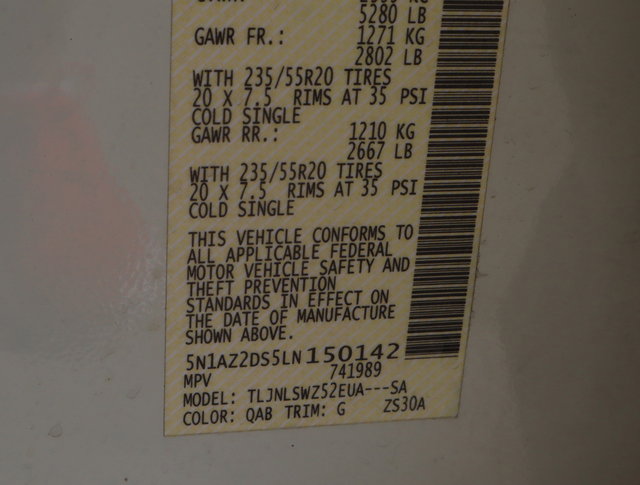 5280 LB
GAWR FR.: 1271 KG
2802 LB
WITH 235/55R20 TIRES
20 X 7.5 RIMS AT 35 PSI
COLD SINGLE
GAWR RR.: 1210 KG
2667 LB
WITH 235/55R20 TIRES
20 X 7.5 RIMS AT 35 PSI
COLD SINGLE
THIS VEHICLE CONFORMS TO
ALL APPLICABLE FEDERAL
MOTOR VEHICLE SAFETY AND
THEFT PREVENTION
STANDARDS IN EFFECT ON
THE DATE OF MANUFACTURE
SHOWN ABOVE.
5N1AZ2DS5LN150142
MPV 741989
MODEL: TLJNLSWZ52EUA---SA
COLOR: QAB TRIM: G ZS30A